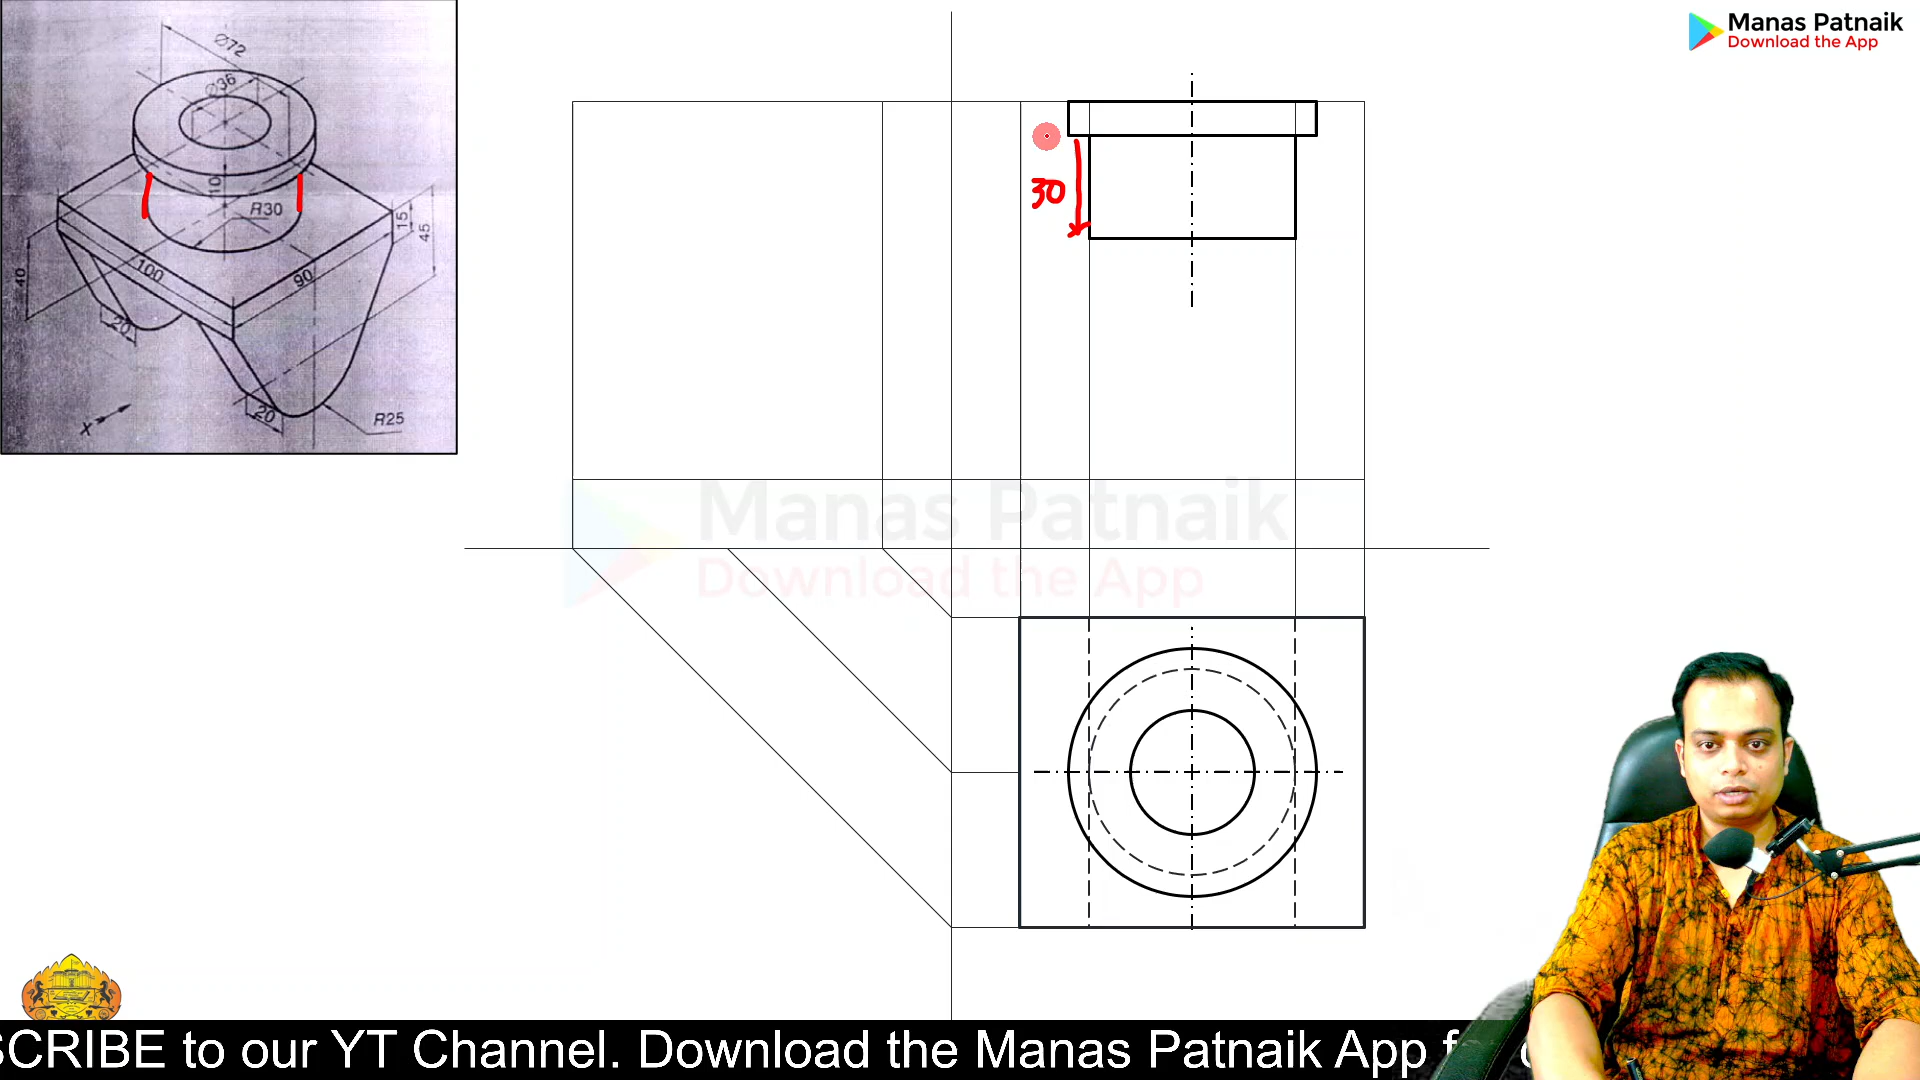 Manas Patnaik
Download the App
Ø72
Ø36
10
R30
15
45
40
100
90
20
20
R25
X
30
Manas Patnaik
Download the App
SCRIBE to our YT Channel. Download the Manas Patnaik App